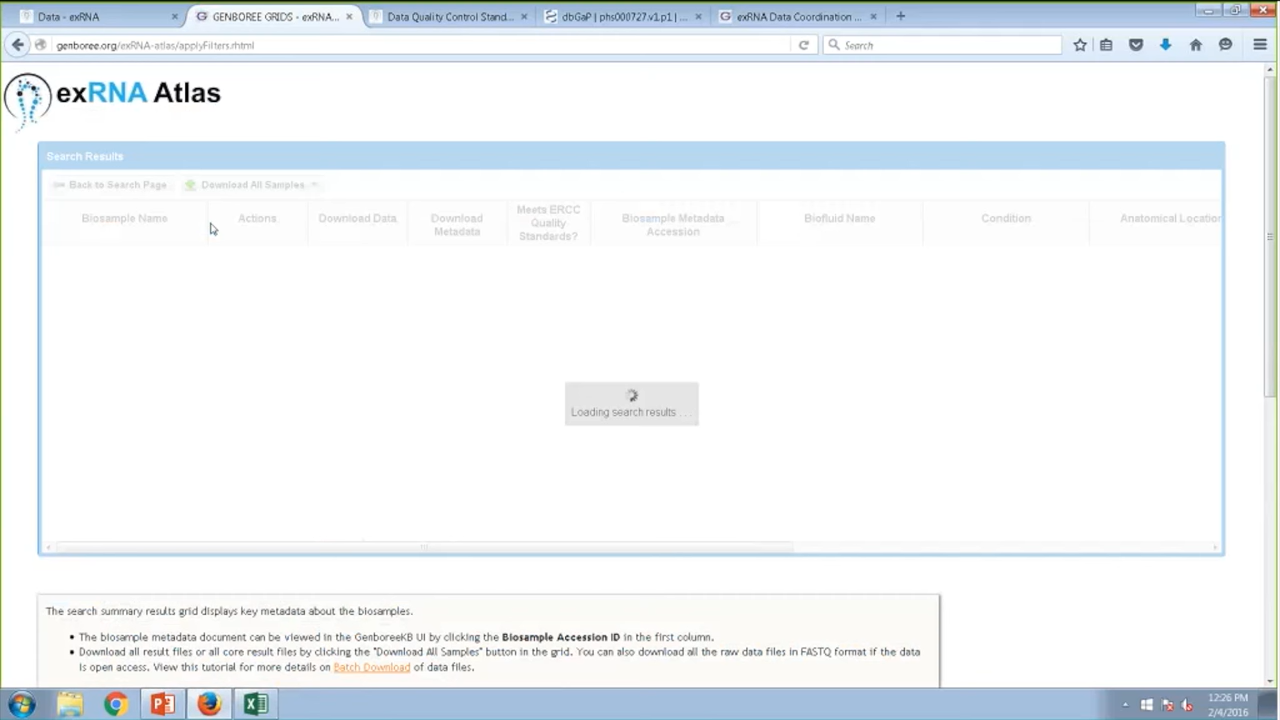 Data - exRNA
GENBOREE GRIDS - exRNA...
Data Quality Control Stand...
dbGaP | phs000727.v1.p1 | ...
exRNA Data Coordination ...
genboree.org/exRNA-atlas/applyFilters.rhtml
Search
exRNA Atlas
Search Results
Back to Search Page
Download All Samples
Biosample Name
Actions
Download Data
Download
Metadata
Meets ERCC
Quality
Standards?
Biosample Metadata
Accession
Biofluid Name
Condition
Anatomical Location
Loading search results . . .
The search summary results grid displays key metadata about the biosamples.
• The biosample metadata document can be viewed in the GenboreeKB UI by clicking the Biosample Accession ID in the first column.
• Download all result files or all core result files by clicking the "Download All Samples" button in the grid. You can also download all the raw data files in FASTQ format if the data
is open access. View this tutorial for more details on Batch Download of data files.
12:26 PM
2/4/2016